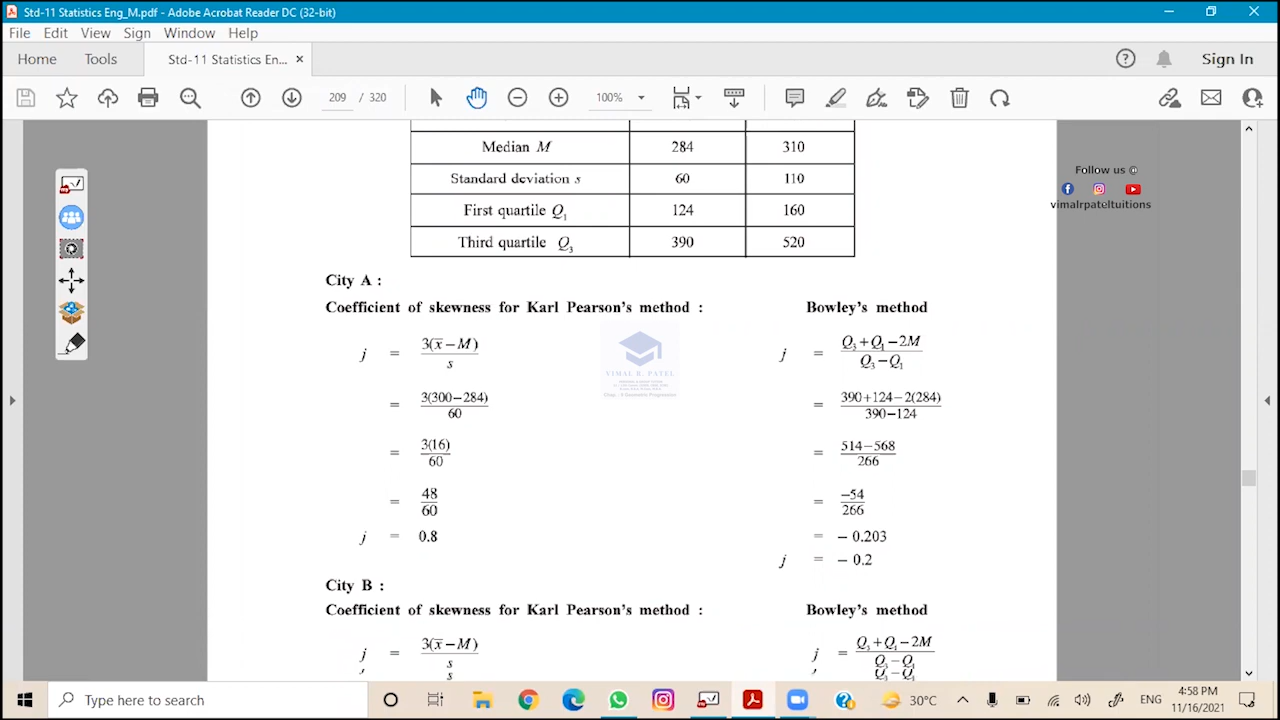 Std-11 Statistics Eng_M.pdf - Adobe Acrobat Reader DC (32-bit)
File Edit View Sign Window Help
Home Tools Std-11 Statistics En... × Sign In
209 / 320 100%
Follow us @
vimalrpateltuitions
Median M 284 310
Standard deviation s 60 110
First quartile Q₁ 124 160
Third quartile Q₃ 390 520
City A :
Coefficient of skewness for Karl Pearson's method : Bowley's method
j = 3(x̄−M)/s j = Q₃+Q₁−2M/Q₃−Q₁
= 3(300−284)/60 = 390+124−2(284)/390−124
= 3(16)/60 = 514−568/266
= 48/60 = −54/266
j = 0.8 = − 0.203
j = − 0.2
VIMAL R. PATEL
City B :
Coefficient of skewness for Karl Pearson's method : Bowley's method
j = 3(x̄−M)/s j = Q₃+Q₁−2M/Q₃−Q₁
Type here to search 30°C ENG 4:58 PM
11/16/2021